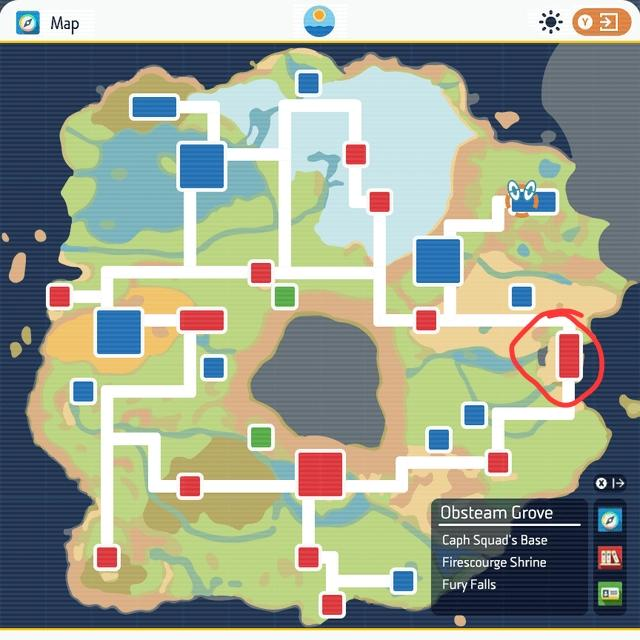 Map
Y
X
Obsteam Grove
Caph Squad's Base
Firescourge Shrine
Fury Falls